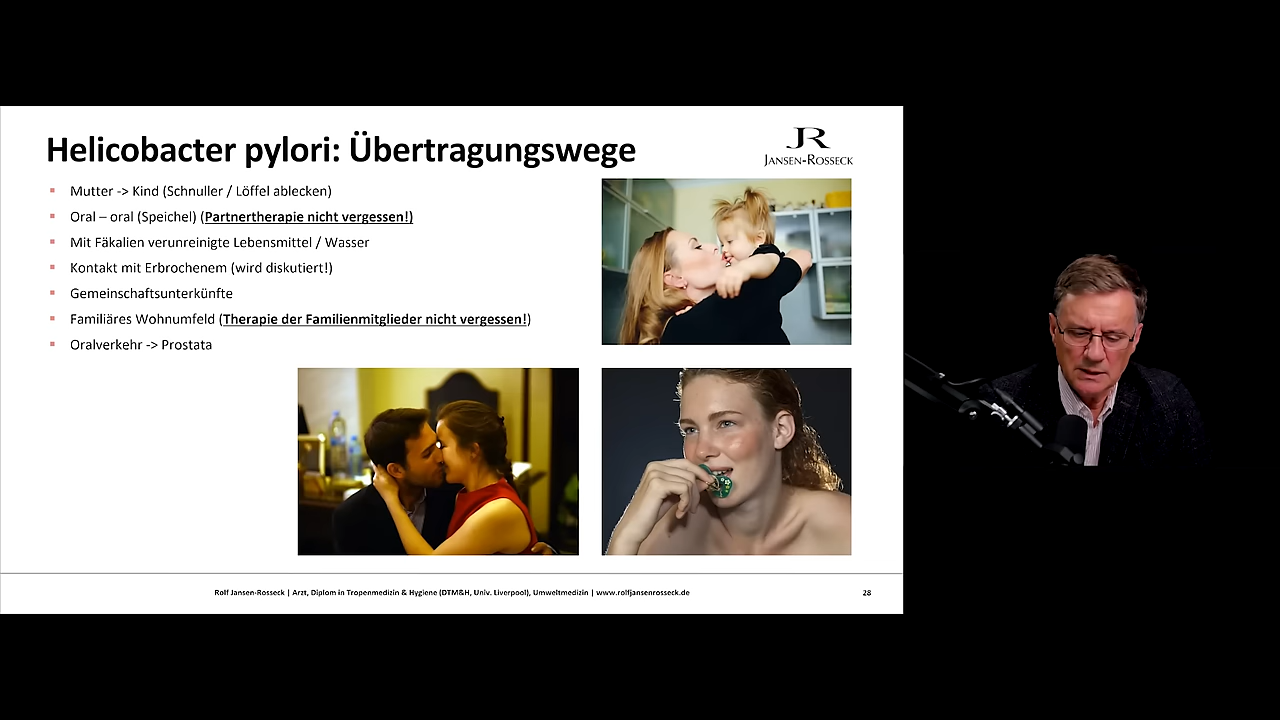 Helicobacter pylori: Übertragungswege
JR
JANSEN-ROSSECK
Mutter -> Kind (Schnuller / Löffel ablecken)
Oral – oral (Speichel) (Partnertherapie nicht vergessen!)
Mit Fäkalien verunreinigte Lebensmittel / Wasser
Kontakt mit Erbrochenem (wird diskutiert!)
Gemeinschaftsunterkünfte
Familiäres Wohnumfeld (Therapie der Familienmitglieder nicht vergessen!)
Oralverkehr -> Prostata
Rolf Jansen-Rosseck | Arzt, Diplom in Tropenmedizin & Hygiene (DTM&H, Univ. Liverpool), Umweltmedizin | www.rolfjansenrosseck.de
28